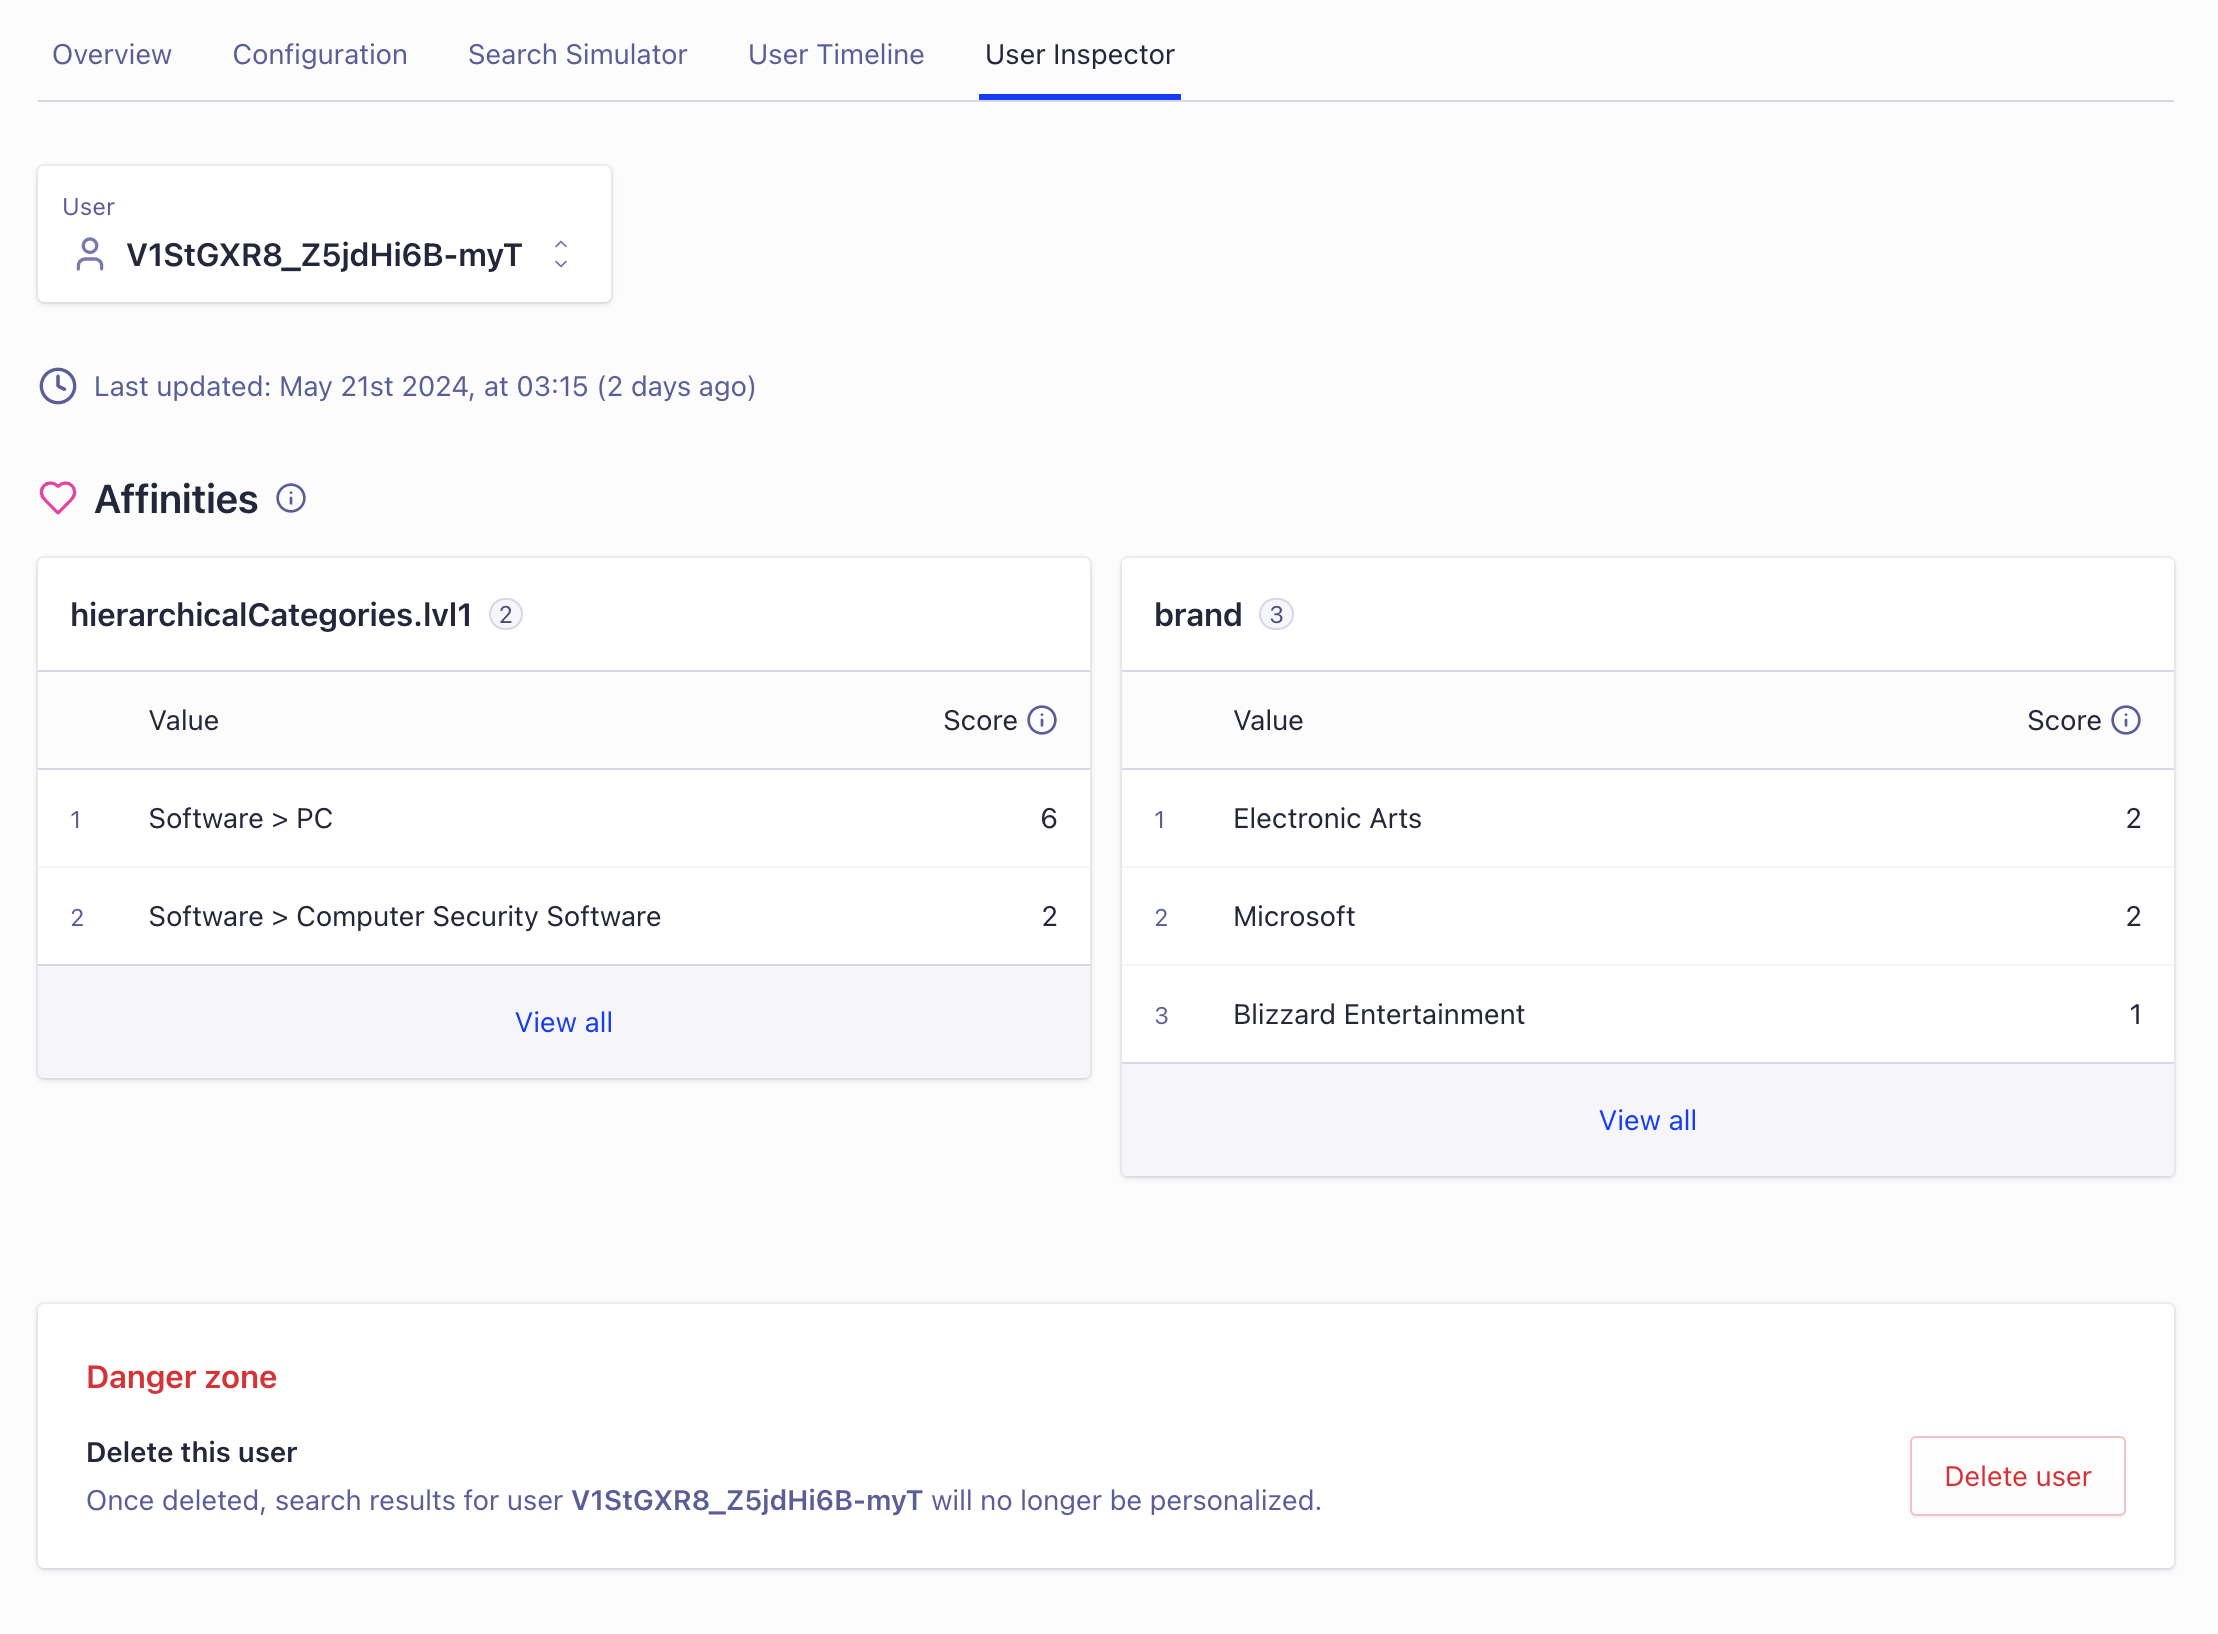 Overview Configuration Search Simulator User Timeline User Inspector
User
V1StGXR8_Z5jdHi6B-myT
Last updated: May 21st 2024, at 03:15 (2 days ago)
Affinities
hierarchicalCategories.lvl1 2
Value Score
1 Software > PC 6
2 Software > Computer Security Software 2
View all
brand 3
Value Score
1 Electronic Arts 2
2 Microsoft 2
3 Blizzard Entertainment 1
View all
Danger zone
Delete this user
Once deleted, search results for user V1StGXR8_Z5jdHi6B-myT will no longer be personalized.
Delete user